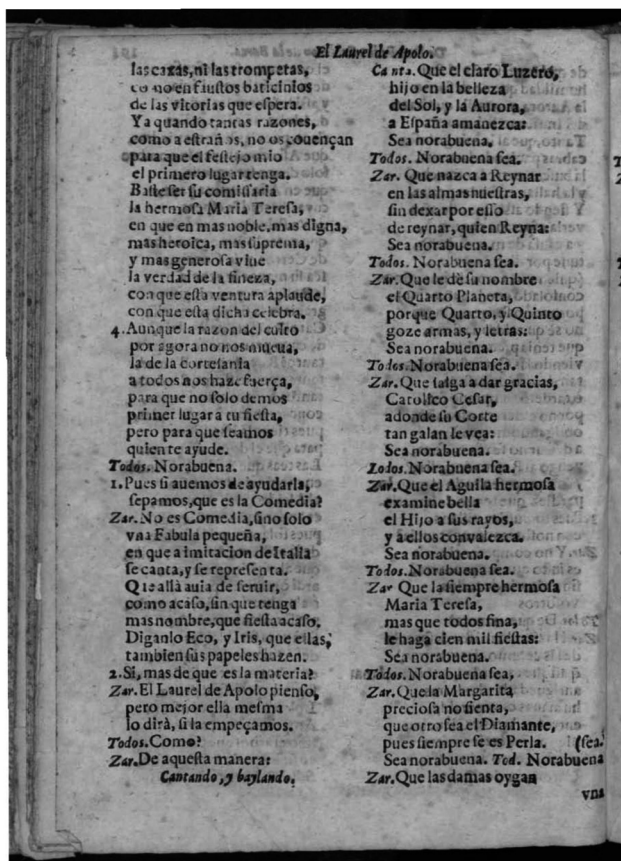 El Laurel de Apolo.
las caxas, ni las trompetas,
co no en faustos baticinios
de las vitorias que espera.
Ya quando tantas razones,
como a estraños, no os couençan
para que el festejo mio
el primero lugar tenga.
Baste ser su comissaria
la hermosa Maria Teresa,
en que en mas noble, mas digna,
mas heroica, mas suprema,
y mas generosa viue
la verdad de la fineza,
con que esta ventura aplaude,
con que esta dicha celebra.
4. Aunque la razon del culto
por agora no nos mueua,
la de la cortesania
a todos nos haze fuerça,
para que no solo demos
primer lugar a tu fiesta,
pero para que seamos
quien te ayude.
Todos. Norabuena.
1. Pues si auemos de ayudarla,
sepamos, que es la Comedia?
Zar. No es Comedia, sino solo
vna Fabula pequeña,
en que a imitacion de Italia
se canta, y se representa.
Que allà auia de seruir,
como acaso, sin que tenga
mas nombre, que fiesta acaso.
Diganlo Eco, y Iris, que ellas,
tambien sus papeles hazen.
2. Si, mas de que es la materia?
Zar. El Laurel de Apolo pienso,
pero mejor ella mesma
lo dirà, si la empeçamos.
Todos. Como?
Zar. De aquesta manera:
Cantando, y baylando.
Canta. Que el claro Luzero,
hijo en la belleza
del Sol, y la Aurora,
a España amanezca:
Sea norabuena.
Todos. Norabuena sea.
Zar. Que nazca a Reynar
en las almas nuestras,
sin dexar por esso
de reynar, quien Reyna:
Sea norabuena.
Todos. Norabuena sea.
Zar. Que le dè su nombre
el Quarto Planeta,
porque Quarto, y Quinto
goze armas, y letras:
Sea norabuena.
Todos. Norabuena sea.
Zar. Que salga a dar gracias,
Catolico Cesar,
adonde su Corte
tan galan le vea:
Sea norabuena.
Todos. Norabuena sea.
Zar. Que el Aguila hermosa
examine bella
el Hijo a sus rayos,
y a ellos convalezca.
Sea norabuena.
Todos. Norabuena sea.
Zar Que la siempre hermosa
Maria Teresa,
mas que todos fina,
le haga cien mil fiestas:
Sea norabuena.
Todos. Norabuena sea,
Zar. Que la Margarita
preciosa no sienta,
que otro sea el Diamante,
pues siempre se es Perla. (sea.
Sea norabuena. Tod. Norabuena
Zar. Que las damas oygan
vna